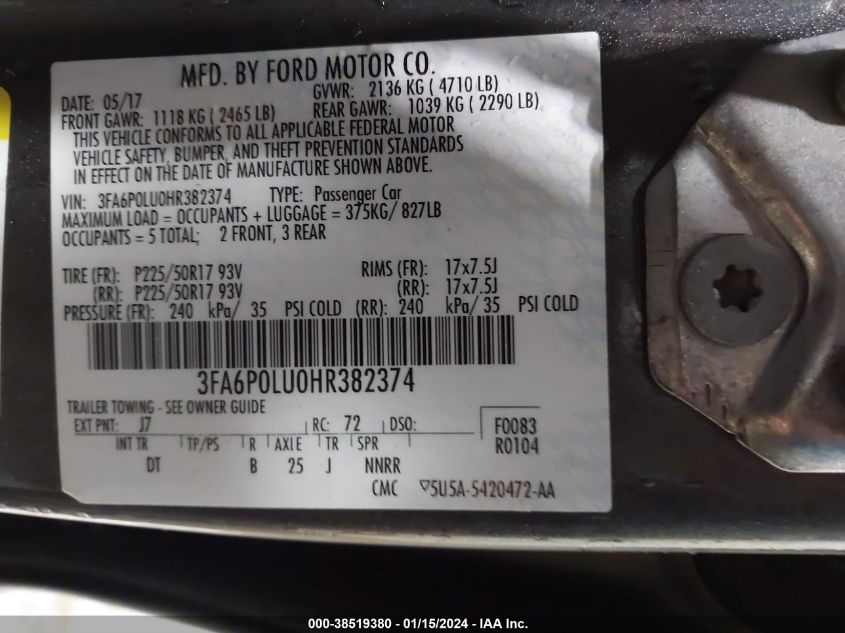 MFD. BY FORD MOTOR CO.
DATE: 05/17 GVWR: 2136 KG ( 4710 LB)
FRONT GAWR: 1118 KG ( 2465 LB) REAR GAWR: 1039 KG ( 2290 LB)
THIS VEHICLE CONFORMS TO ALL APPLICABLE FEDERAL MOTOR
VEHICLE SAFETY, BUMPER, AND THEFT PREVENTION STANDARDS
IN EFFECT ON THE DATE OF MANUFACTURE SHOWN ABOVE.
VIN: 3FA6P0LU0HR382374 TYPE: Passenger Car
MAXIMUM LOAD = OCCUPANTS + LUGGAGE = 375KG/ 827LB
OCCUPANTS = 5 TOTAL; 2 FRONT, 3 REAR
TIRE (FR): P225/50R17 93V RIMS (FR): 17x7.5J
(RR): P225/50R17 93V (RR): 17x7.5J
PRESSURE (FR): 240 kPa/ 35 PSI COLD (RR): 240 kPa/ 35 PSI COLD
3FA6P0LU0HR382374
TRAILER TOWING - SEE OWNER GUIDE
EXT PNT: J7 RC: 72 DSO: F0083
R0104
INT TR TP/PS R AXLE TR SPR
DT B 25 J NNRR
CMC ▽5U5A-5420472-AA
000-38519380 - 01/15/2024 - IAA Inc.